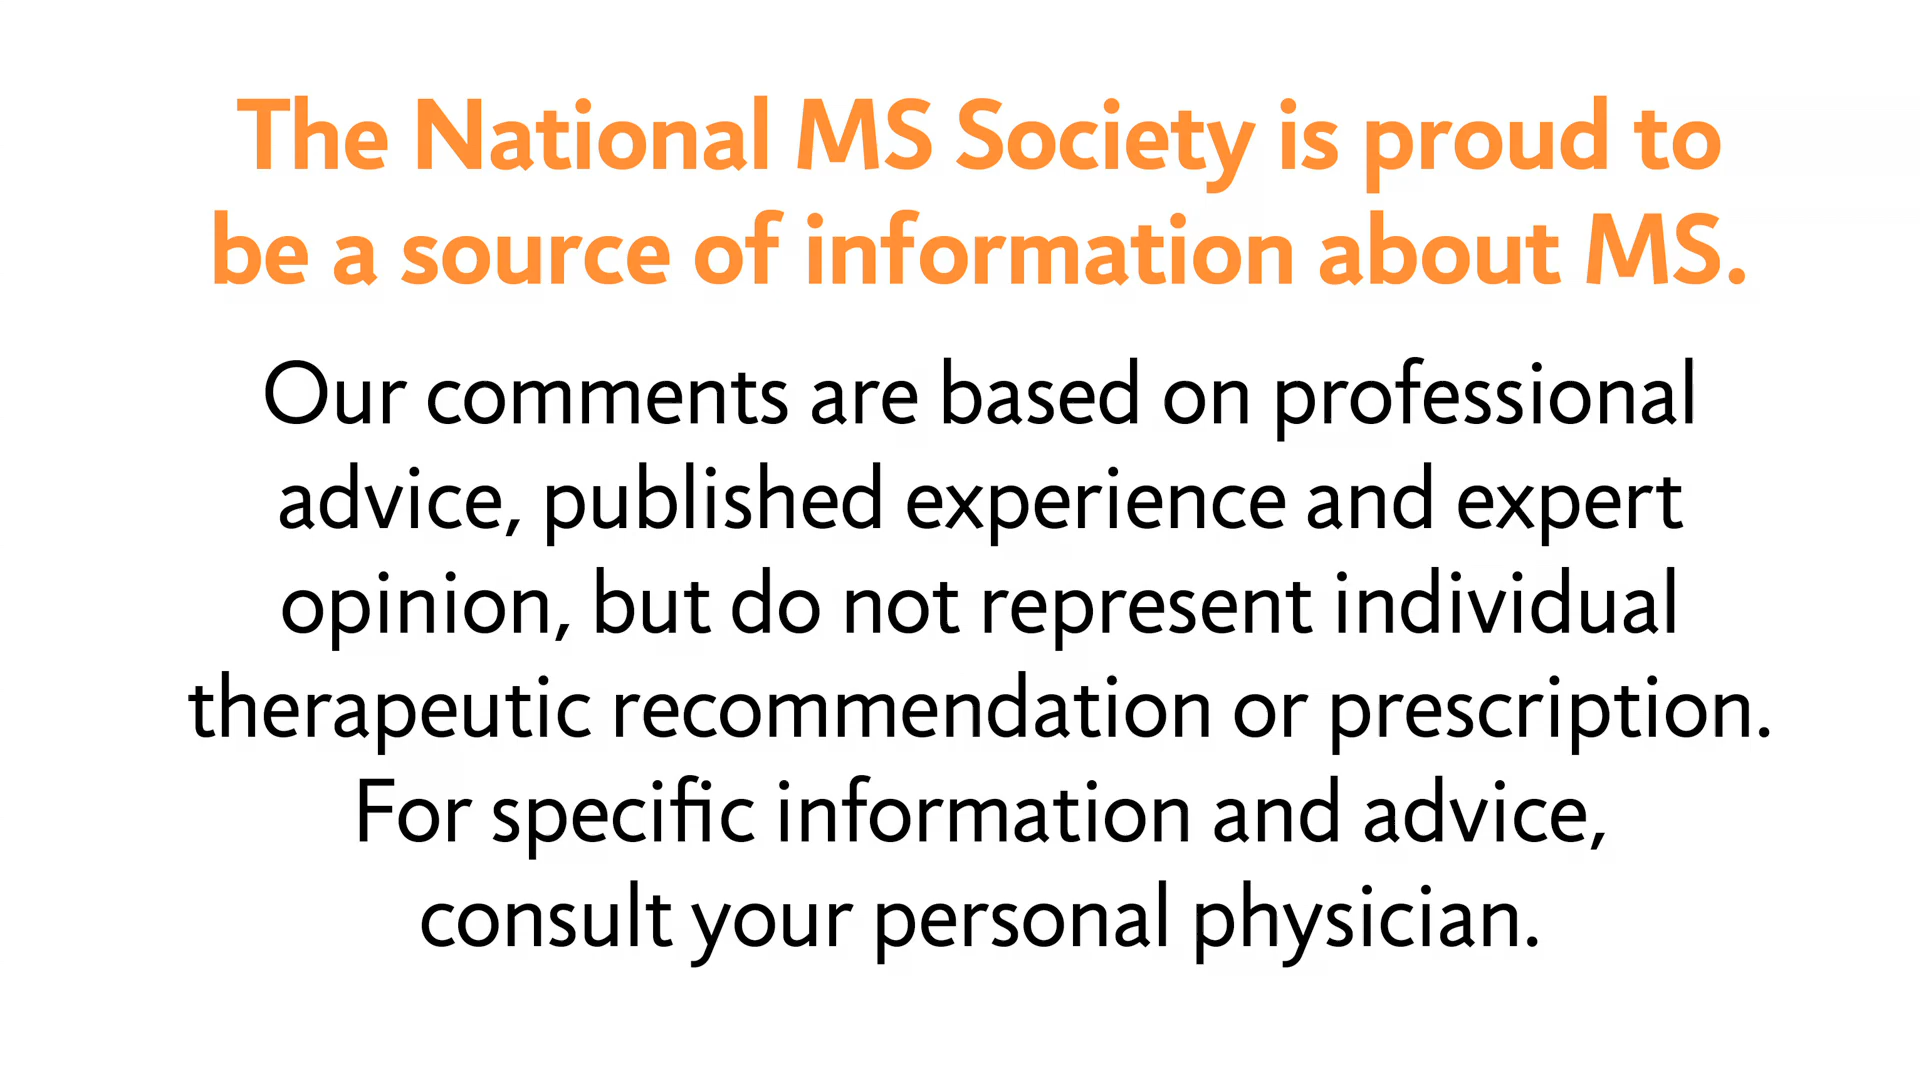 The National MS Society is proud to
be a source of information about MS.
Our comments are based on professional
advice, published experience and expert
opinion, but do not represent individual
therapeutic recommendation or prescription.
For specific information and advice,
consult your personal physician.